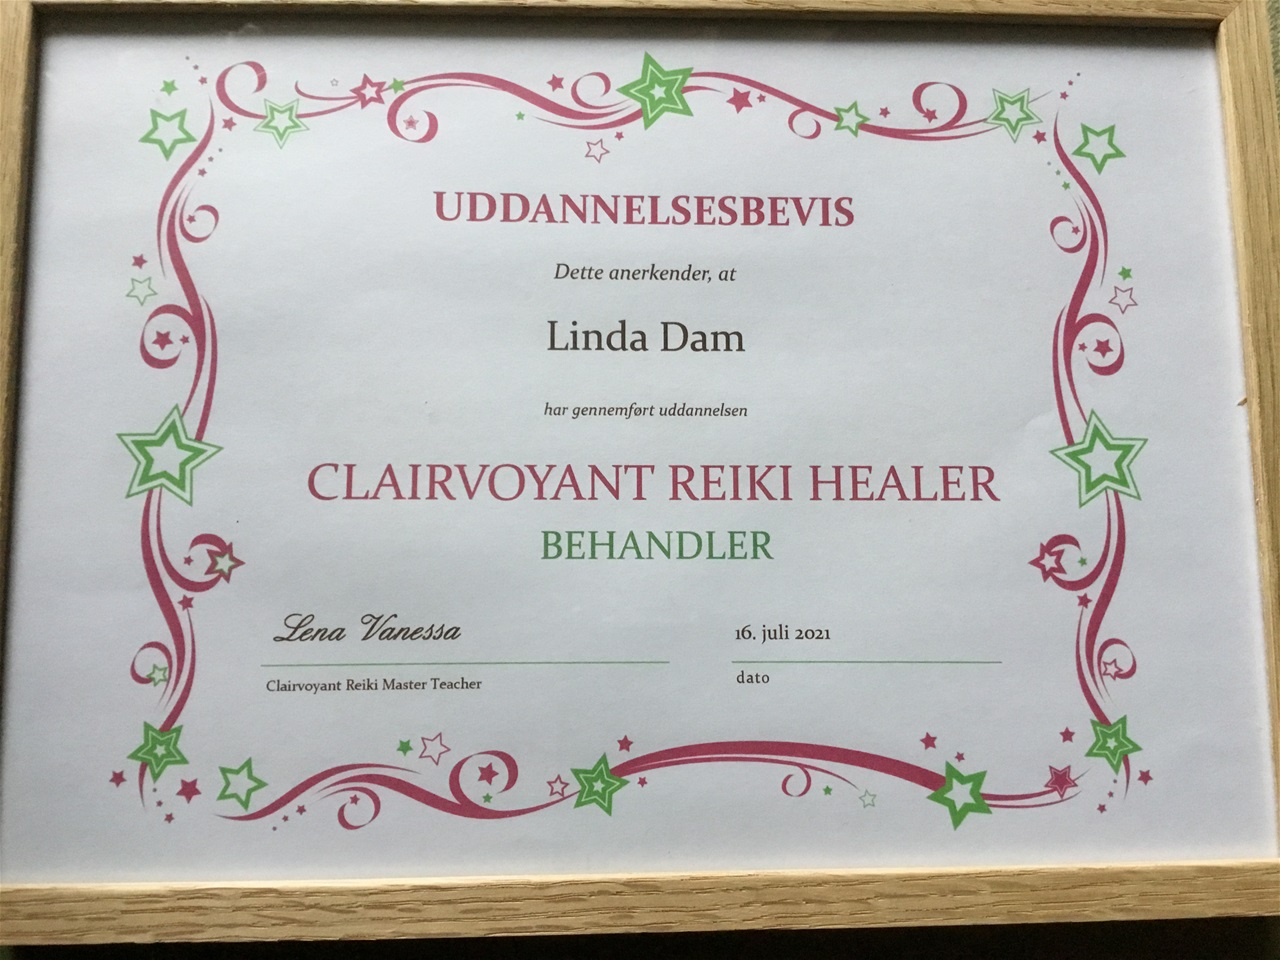 UDDANNELSESBEVIS
Dette anerkender, at
Linda Dam
har gennemført uddannelsen
CLAIRVOYANT REIKI HEALER
BEHANDLER
Lena Vanessa
16. juli 2021
Clairvoyant Reiki Master Teacher
dato